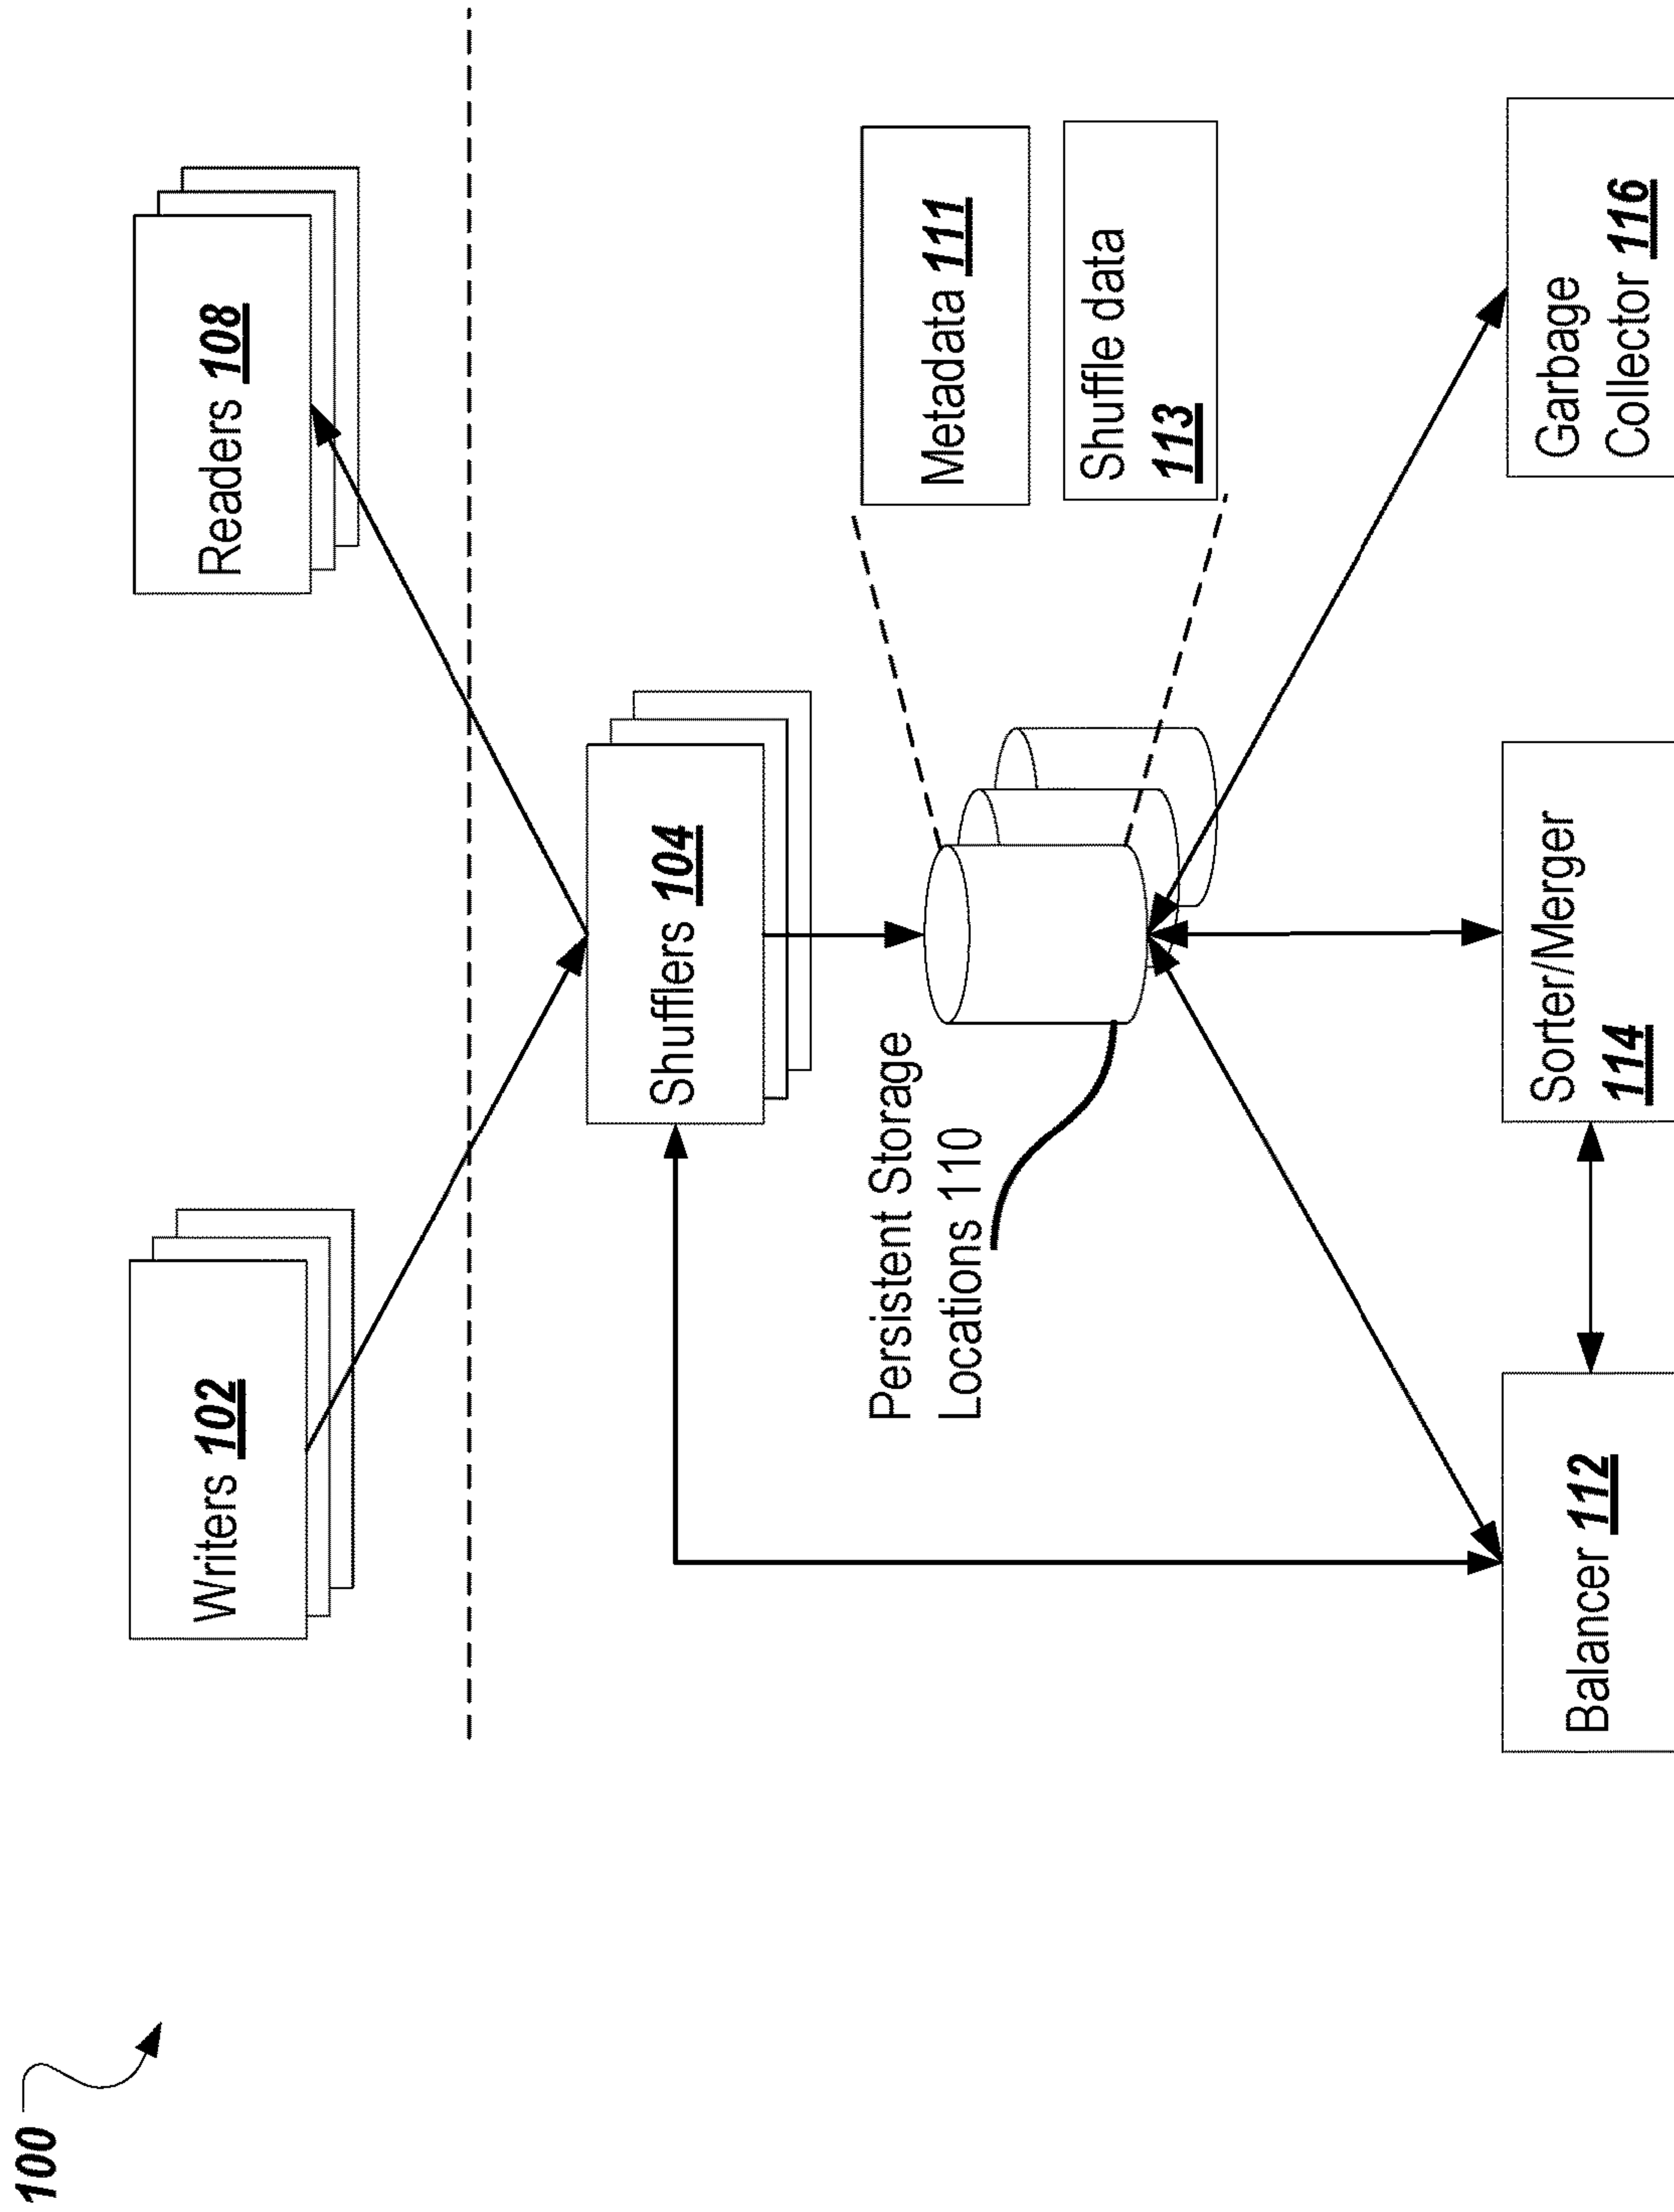 100
Writers 102
Readers 108
Shufflers 104
Persistent Storage
Locations 110
Metadata 111
Shuffle data
113
Balancer 112
Sorter/Merger
114
Garbage
Collector 116